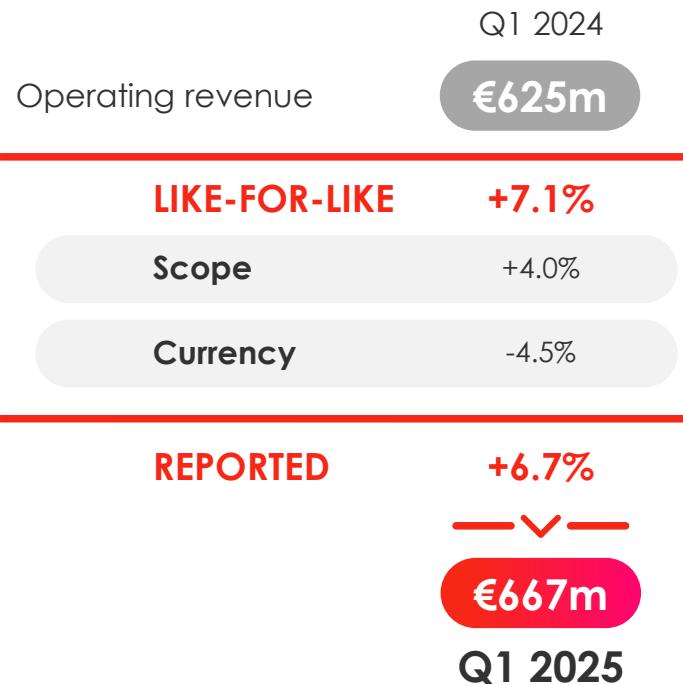 Q1 2024
Operating revenue €625m
LIKE-FOR-LIKE +7.1%
Scope +4.0%
Currency -4.5%
REPORTED +6.7%
€667m
Q1 2025